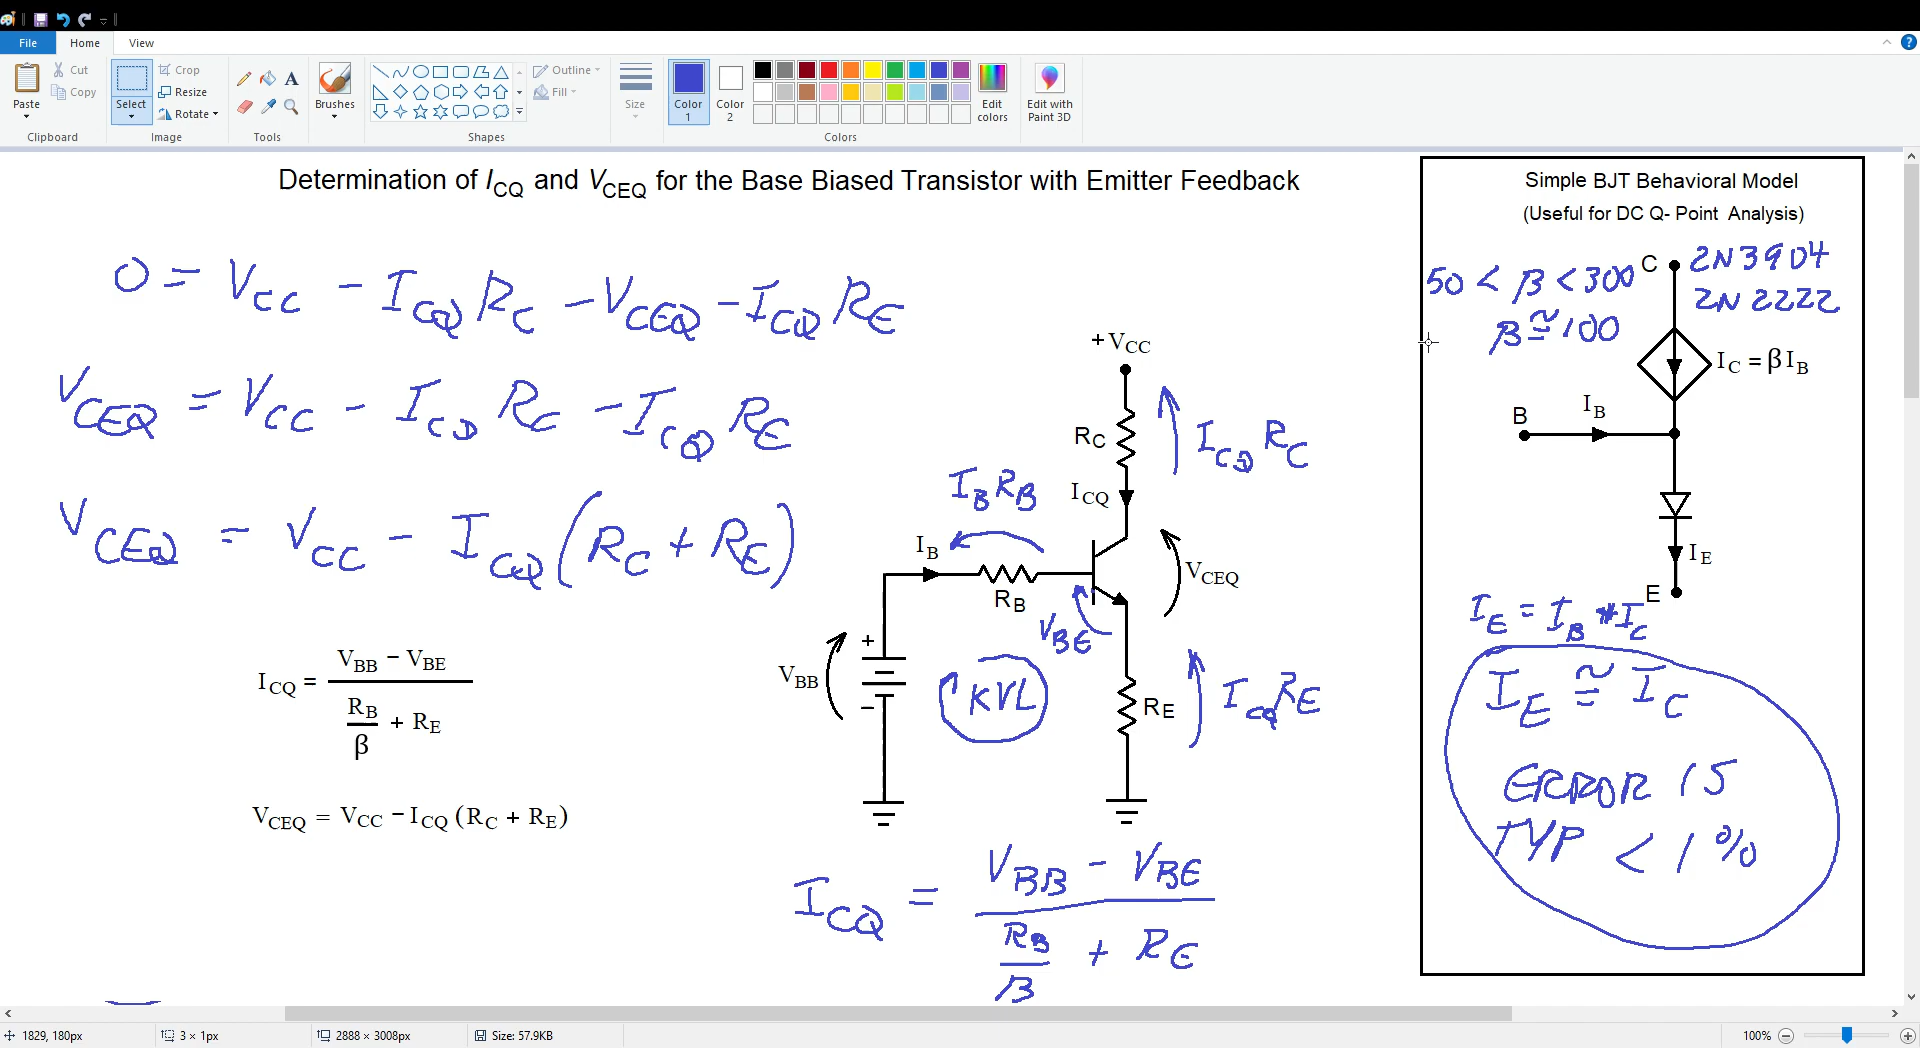 File Home View
Paste Cut Copy Clipboard
Select Crop Resize Rotate Image
Tools
Brushes
Shapes
Outline
Fill
Size
Color 1
Color 2
Edit colors
Edit with Paint 3D
Colors
Determination of ICQ and VCEQ for the Base Biased Transistor with Emitter Feedback
0 = VCC - ICQ RC - VCEQ - ICQ RE
VCEQ = VCC - ICQ RC - ICQ RE
VCEQ = VCC - ICQ (RC + RE)
ICQ = VBB - VBE
RB
β
+ RE
VCEQ = VCC - ICQ (RC + RE)
+VCC
RC
ICQ RC
IB RB
ICQ
IB
RB
VCEQ
VBE
+
VBB
-
KVL
RE
ICQ RE
ICQ = VBB - VBE
RB
β
+ RE
Simple BJT Behavioral Model
(Useful for DC Q- Point Analysis)
50 < β < 300
C
2N3904
2N2222
β ≅ 100
IC = βIB
IB
B
IE
E
IE = IB + IC
IE ≅ IC
ERROR IS
TYP < 1 %
1829, 180px
3 × 1px
2888 × 3008px
Size: 57.9KB
100%